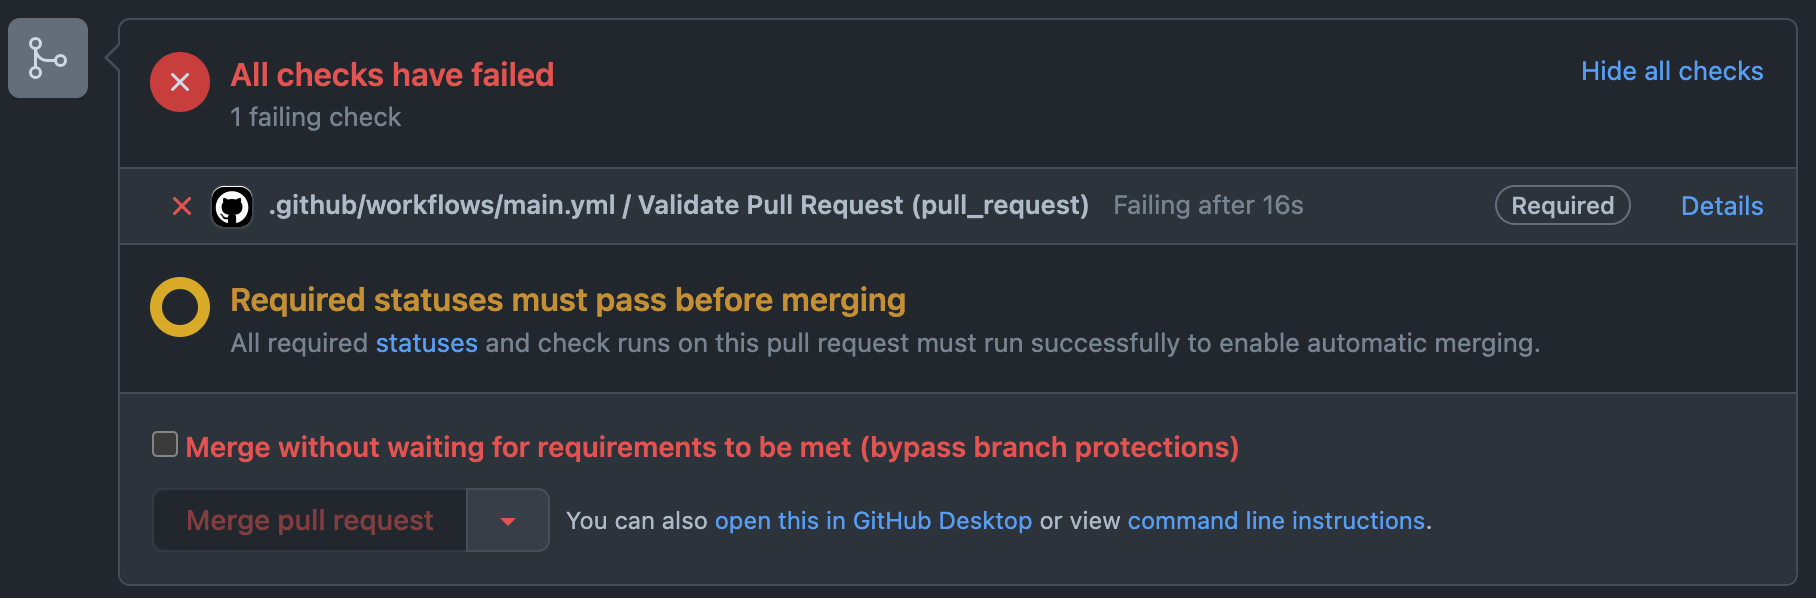 All checks have failed
Hide all checks
1 failing check
.github/workflows/main.yml / Validate Pull Request (pull_request) Failing after 16s Required Details
Required statuses must pass before merging
All required statuses and check runs on this pull request must run successfully to enable automatic merging.
Merge without waiting for requirements to be met (bypass branch protections)
Merge pull request
You can also open this in GitHub Desktop or view command line instructions.